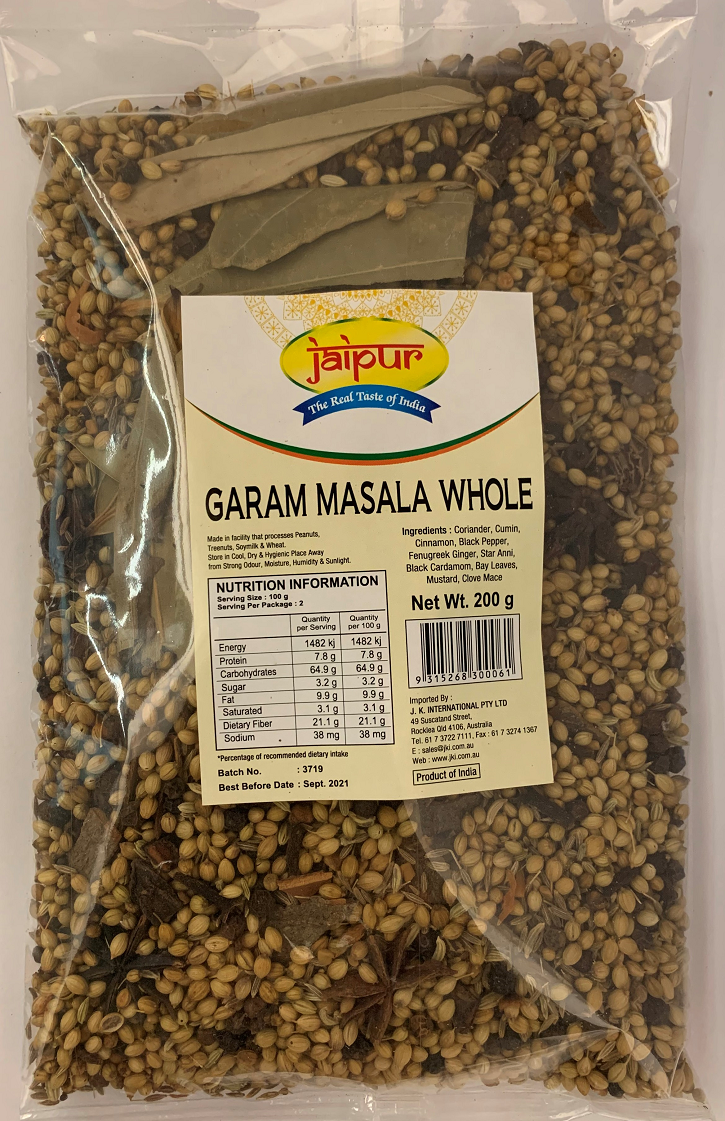 jaipur
The Real Taste of India
GARAM MASALA WHOLE
Made in facility that processes Peanuts,
Treenuts, Soymilk & Wheat.
Store in Cool, Dry & Hygienic Place Away
from Strong Odour, Moisture, Humidity & Sunlight.
NUTRITION INFORMATION
Serving Size : 100 g
Serving Per Package : 2
Quantity per Serving Quantity per 100 g
Energy 1482 kj 1482 kj
Protein 7.8 g 7.8 g
Carbohydrates 64.9 g 64.9 g
Sugar 3.2 g 3.2 g
Fat 9.9 g 9.9 g
Saturated 3.1 g 3.1 g
Dietary Fiber 21.1 g 21.1 g
Sodium 38 mg 38 mg
*Percentage of recommended dietary intake
Batch No. : 3719
Best Before Date : Sept. 2021
Ingredients : Coriander, Cumin,
Cinnamon, Black Pepper,
Fenugreek Ginger, Star Anni,
Black Cardamom, Bay Leaves,
Mustard, Clove Mace
Net Wt. 200 g
9 315268 300061
Imported By :
J. K. INTERNATIONAL PTY LTD
49 Suscatand Street,
Rocklea Qld 4106, Australia
Tel. 61 7 3722 7111, Fax : 61 7 3274 1367
E : sales@jki.com.au
Web : www.jki.com.au
Product of India